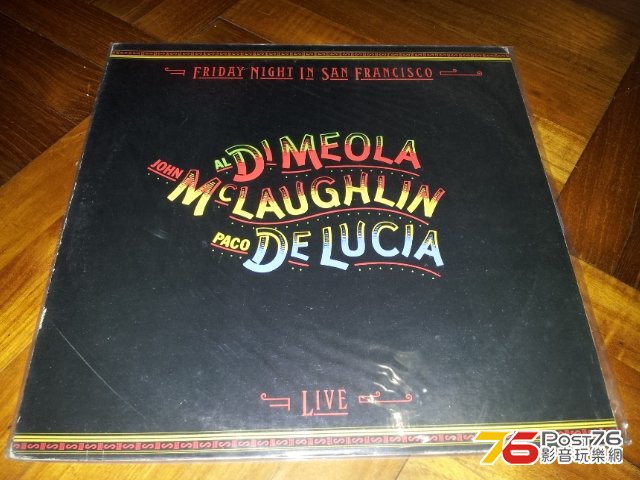 FRIDAY NIGHT IN SAN FRANCISCO
AL DI MEOLA
JOHN MCLAUGHLIN
PACO DE LUCIA
LIVE
76 POST76
影音玩樂網